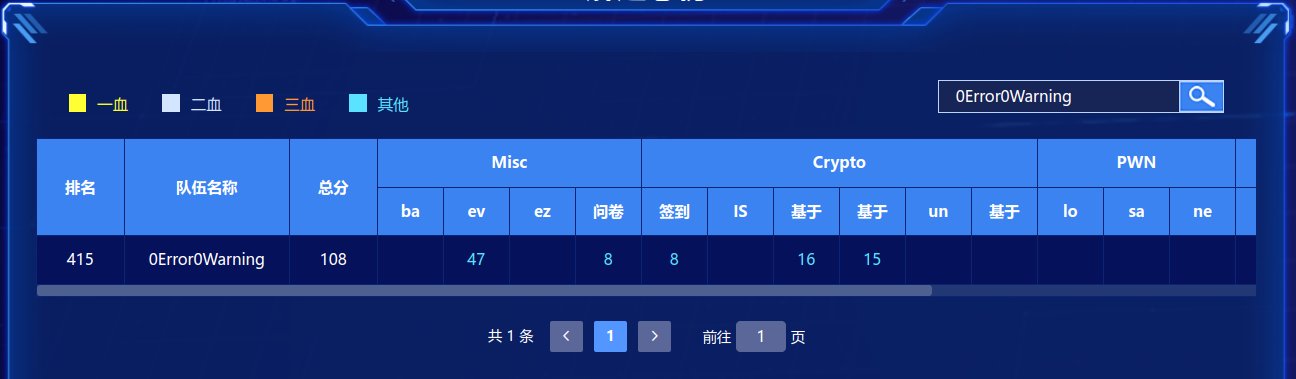 一血 二血 三血 其他 0Error0Warning
排名 队伍名称 总分 Misc Crypto PWN
ba ev ez 问卷 签到 IS 基于 基于 un 基于 lo sa ne
415 0Error0Warning 108 47 8 8 16 15
共 1 条 1 前往 1 页